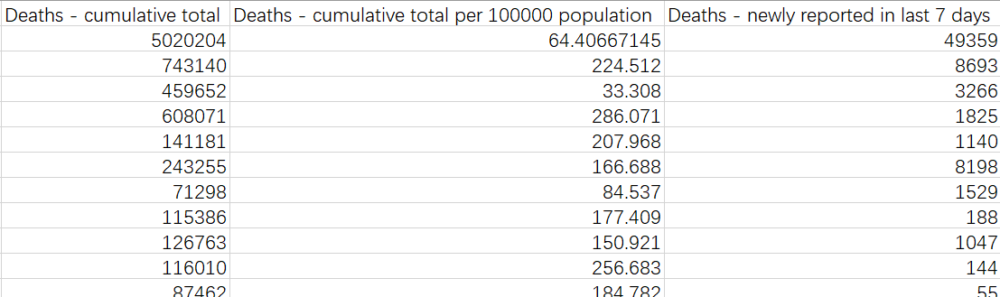 Deaths - cumulative total Deaths - cumulative total per 100000 population Deaths - newly reported in last 7 days
5020204 64.40667145 49359
743140 224.512 8693
459652 33.308 3266
608071 286.071 1825
141181 207.968 1140
243255 166.688 8198
71298 84.537 1529
115386 177.409 188
126763 150.921 1047
116010 256.683 144
87462 184.782 55